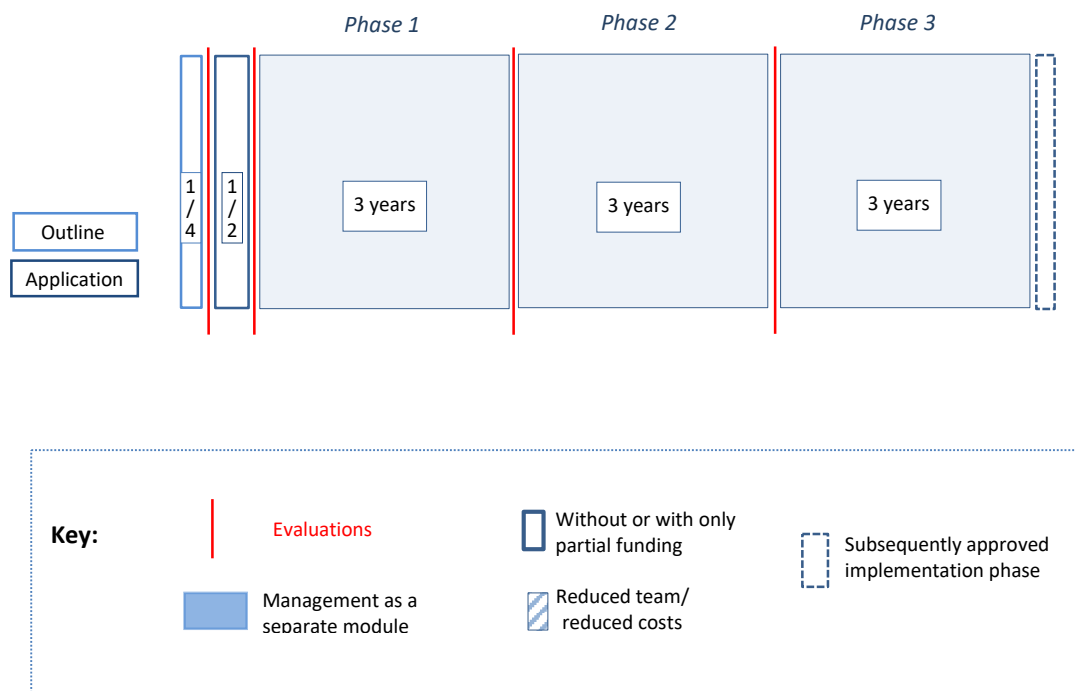 Phase 1
Phase 2
Phase 3
1
/
4
1
/
2
3 years
3 years
3 years
Outline
Application
Key:
Evaluations
Without or with only
partial funding
Subsequently approved
implementation phase
Management as a
separate module
Reduced team/
reduced costs